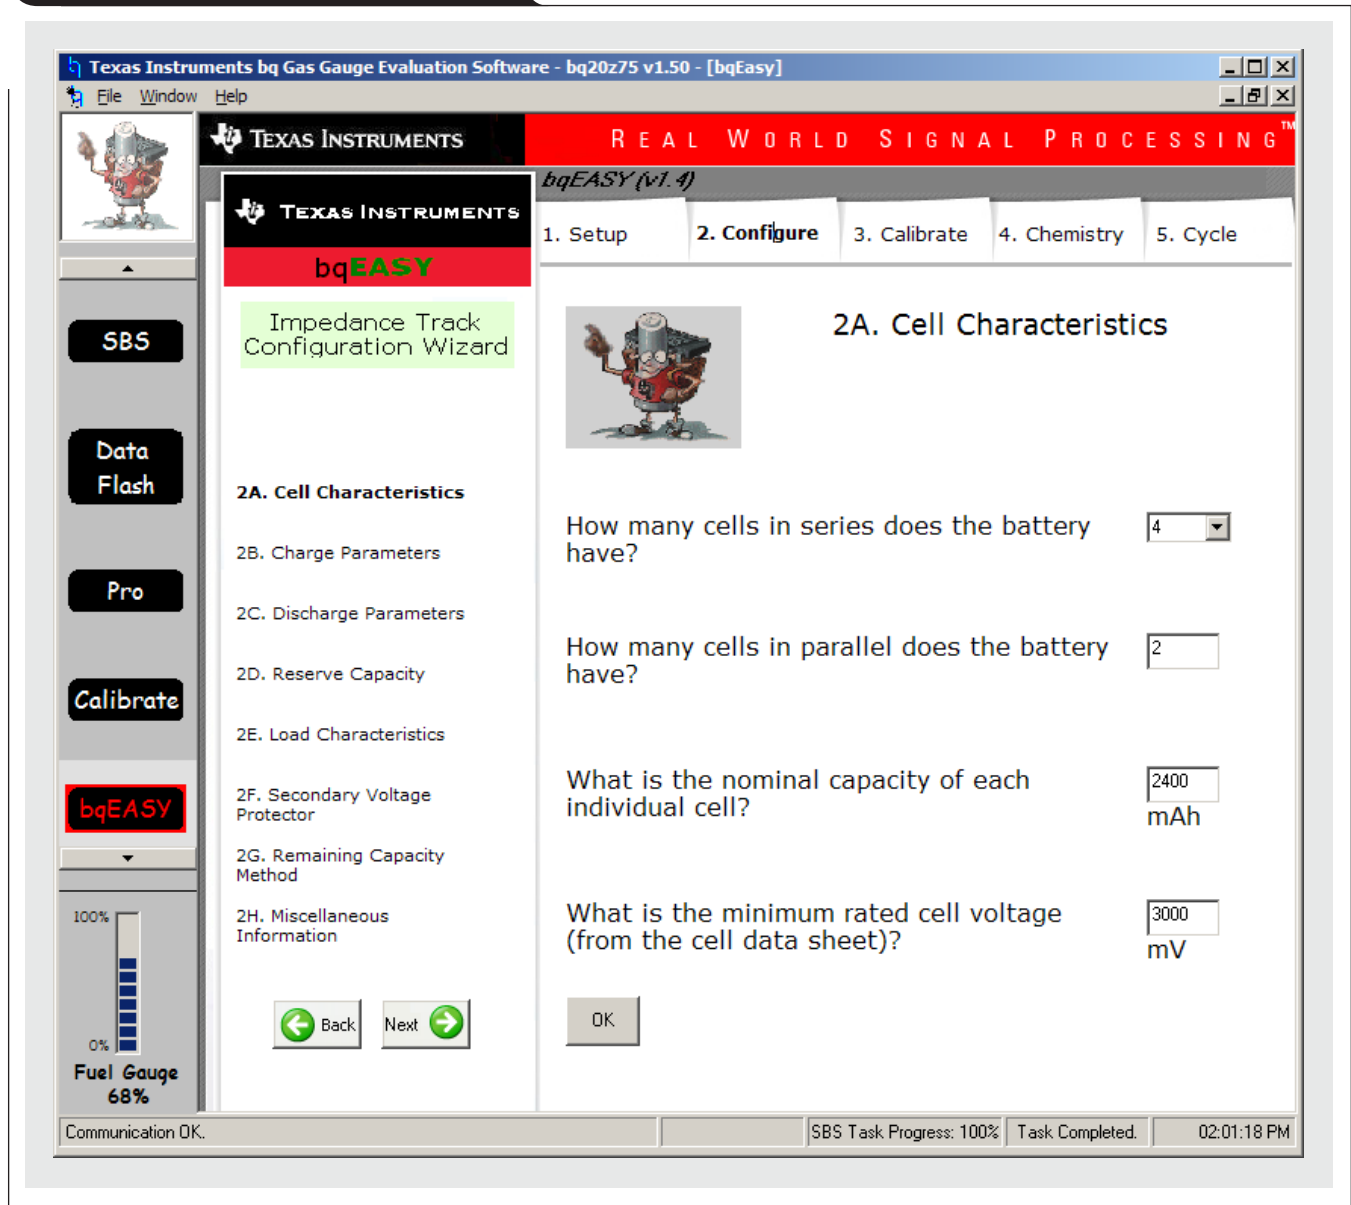 Texas Instruments bq Gas Gauge Evaluation Software - bq20z75 v1.50 - [bqEasy]
File Window Help
TEXAS INSTRUMENTS
REAL WORLD SIGNAL PROCESSING™
bqEASY (v1.4)
TEXAS INSTRUMENTS
bqEASY
1. Setup
2. Configure
3. Calibrate
4. Chemistry
5. Cycle
SBS
Data
Flash
Pro
Calibrate
bqEASY
100%
0%
Fuel Gauge
68%
Impedance Track
Configuration Wizard
2A. Cell Characteristics
2B. Charge Parameters
2C. Discharge Parameters
2D. Reserve Capacity
2E. Load Characteristics
2F. Secondary Voltage
Protector
2G. Remaining Capacity
Method
2H. Miscellaneous
Information
Back
Next
2A. Cell Characteristics
How many cells in series does the battery
have?
4
How many cells in parallel does the battery
have?
2
What is the nominal capacity of each
individual cell?
2400
mAh
What is the minimum rated cell voltage
(from the cell data sheet)?
3000
mV
OK
Communication OK.
SBS Task Progress: 100%
Task Completed.
02:01:18 PM